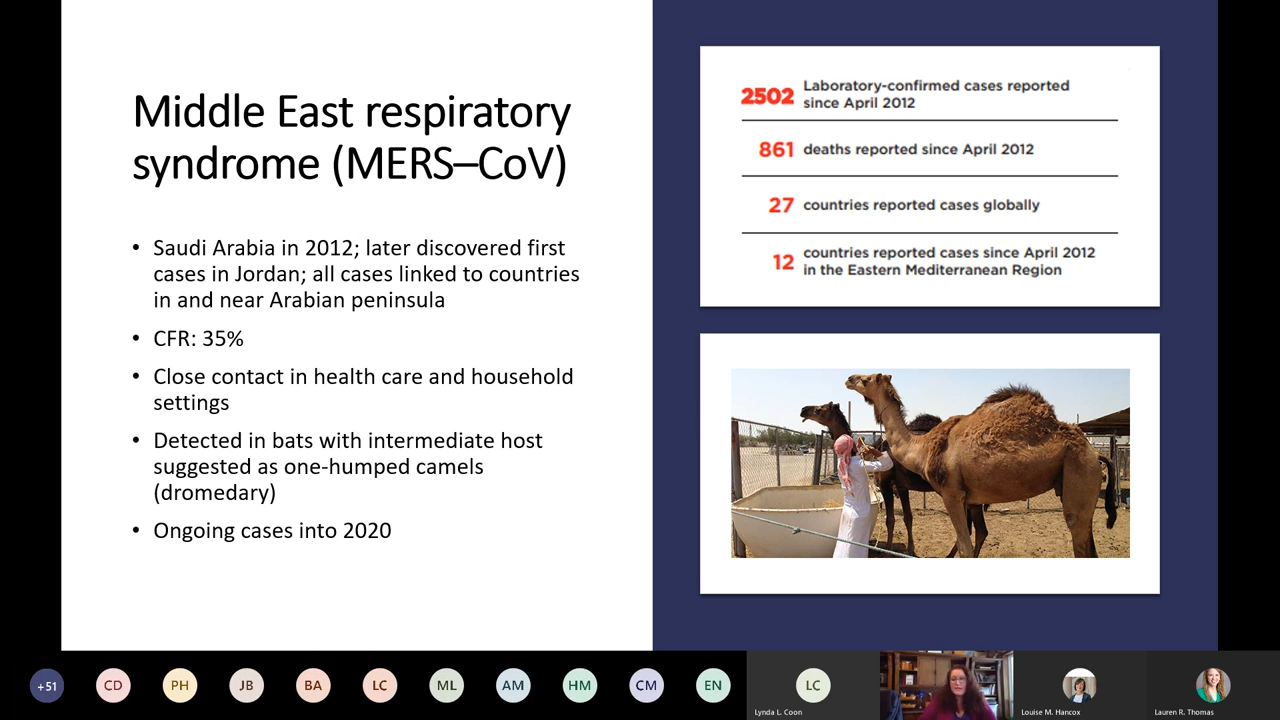 Middle East respiratory
syndrome (MERS–CoV)
• Saudi Arabia in 2012; later discovered first
cases in Jordan; all cases linked to countries
in and near Arabian peninsula
• CFR: 35%
• Close contact in health care and household
settings
• Detected in bats with intermediate host
suggested as one-humped camels
(dromedary)
• Ongoing cases into 2020
2502 Laboratory-confirmed cases reported
since April 2012
861 deaths reported since April 2012
27 countries reported cases globally
12 countries reported cases since April 2012
in the Eastern Mediterranean Region
+51 CD PH JB BA LC ML AM HM CM EN LC
Lynda L. Coon Louise M. Hancox Lauren R. Thomas